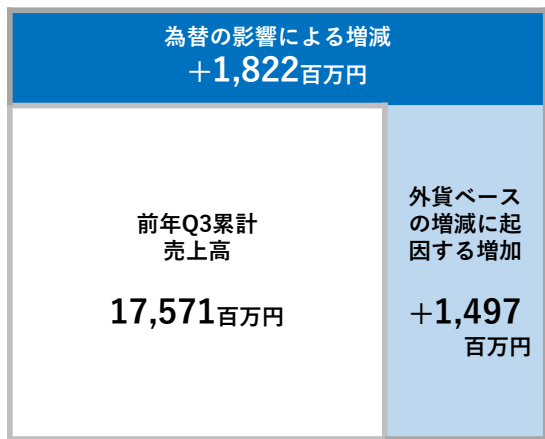 為替の影響による増減
＋1,822百万円
前年Q3累計
売上高
17,571百万円
外貨ベース
の増減に起
因する増加
＋1,497
百万円